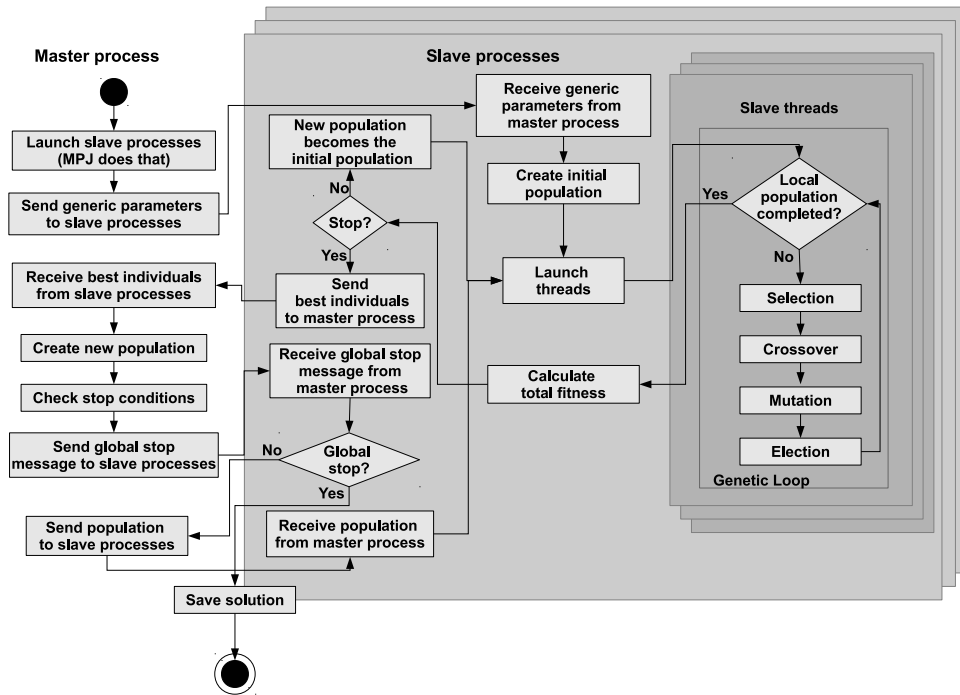 Master process
Launch slave processes
(MPJ does that)
Send generic parameters
to slave processes
Receive best individuals
from slave processes
Create new population
Check stop conditions
Send global stop
message to slave processes
Send population
to slave processes
Save solution
Slave processes
New population
becomes the
initial population
No
Stop?
Yes
Send
best individuals
to master process
Receive global stop
message from
master process
No
Global
stop?
Yes
Receive population
from master process
Receive generic
parameters from
master process
Create initial
population
Launch
threads
Calculate
total fitness
Slave threads
Yes
Local
population
completed?
No
Selection
Crossover
Mutation
Election
Genetic Loop